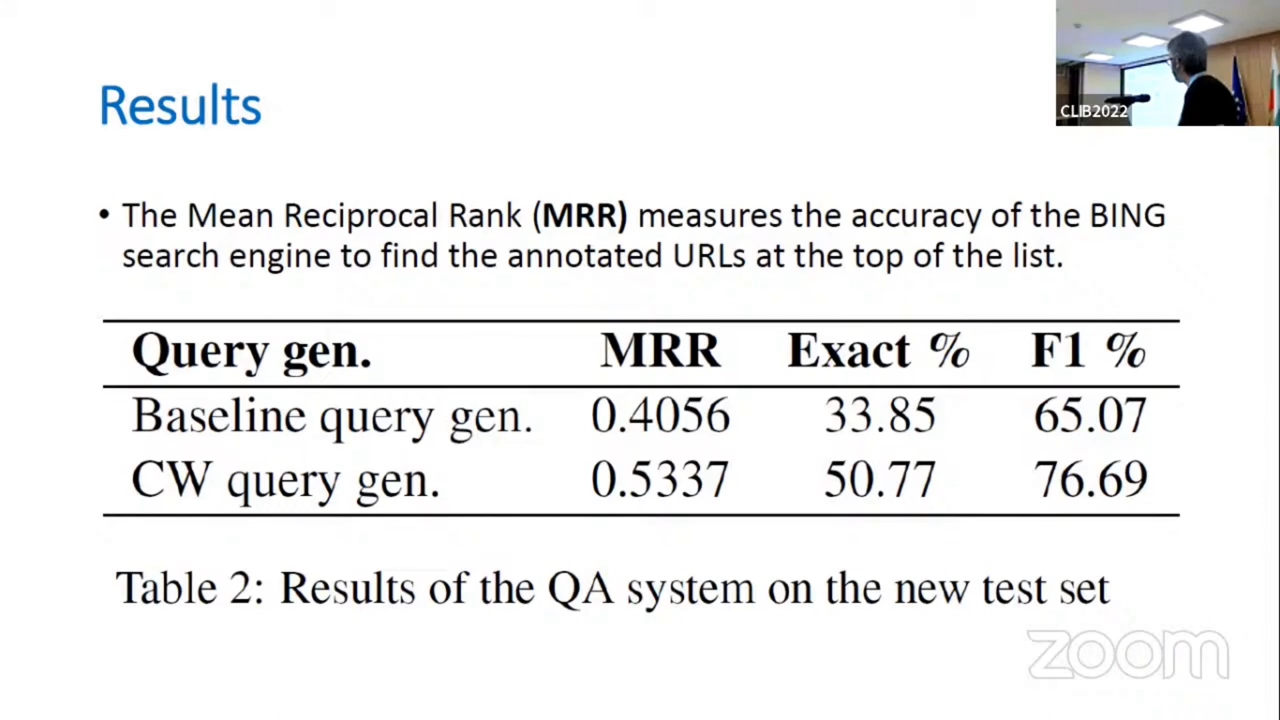 CLIB2022
Results
• The Mean Reciprocal Rank (MRR) measures the accuracy of the BING
search engine to find the annotated URLs at the top of the list.
Query gen. MRR Exact % F1 %
Baseline query gen. 0.4056 33.85 65.07
CW query gen. 0.5337 50.77 76.69
Table 2: Results of the QA system on the new test set
zoom